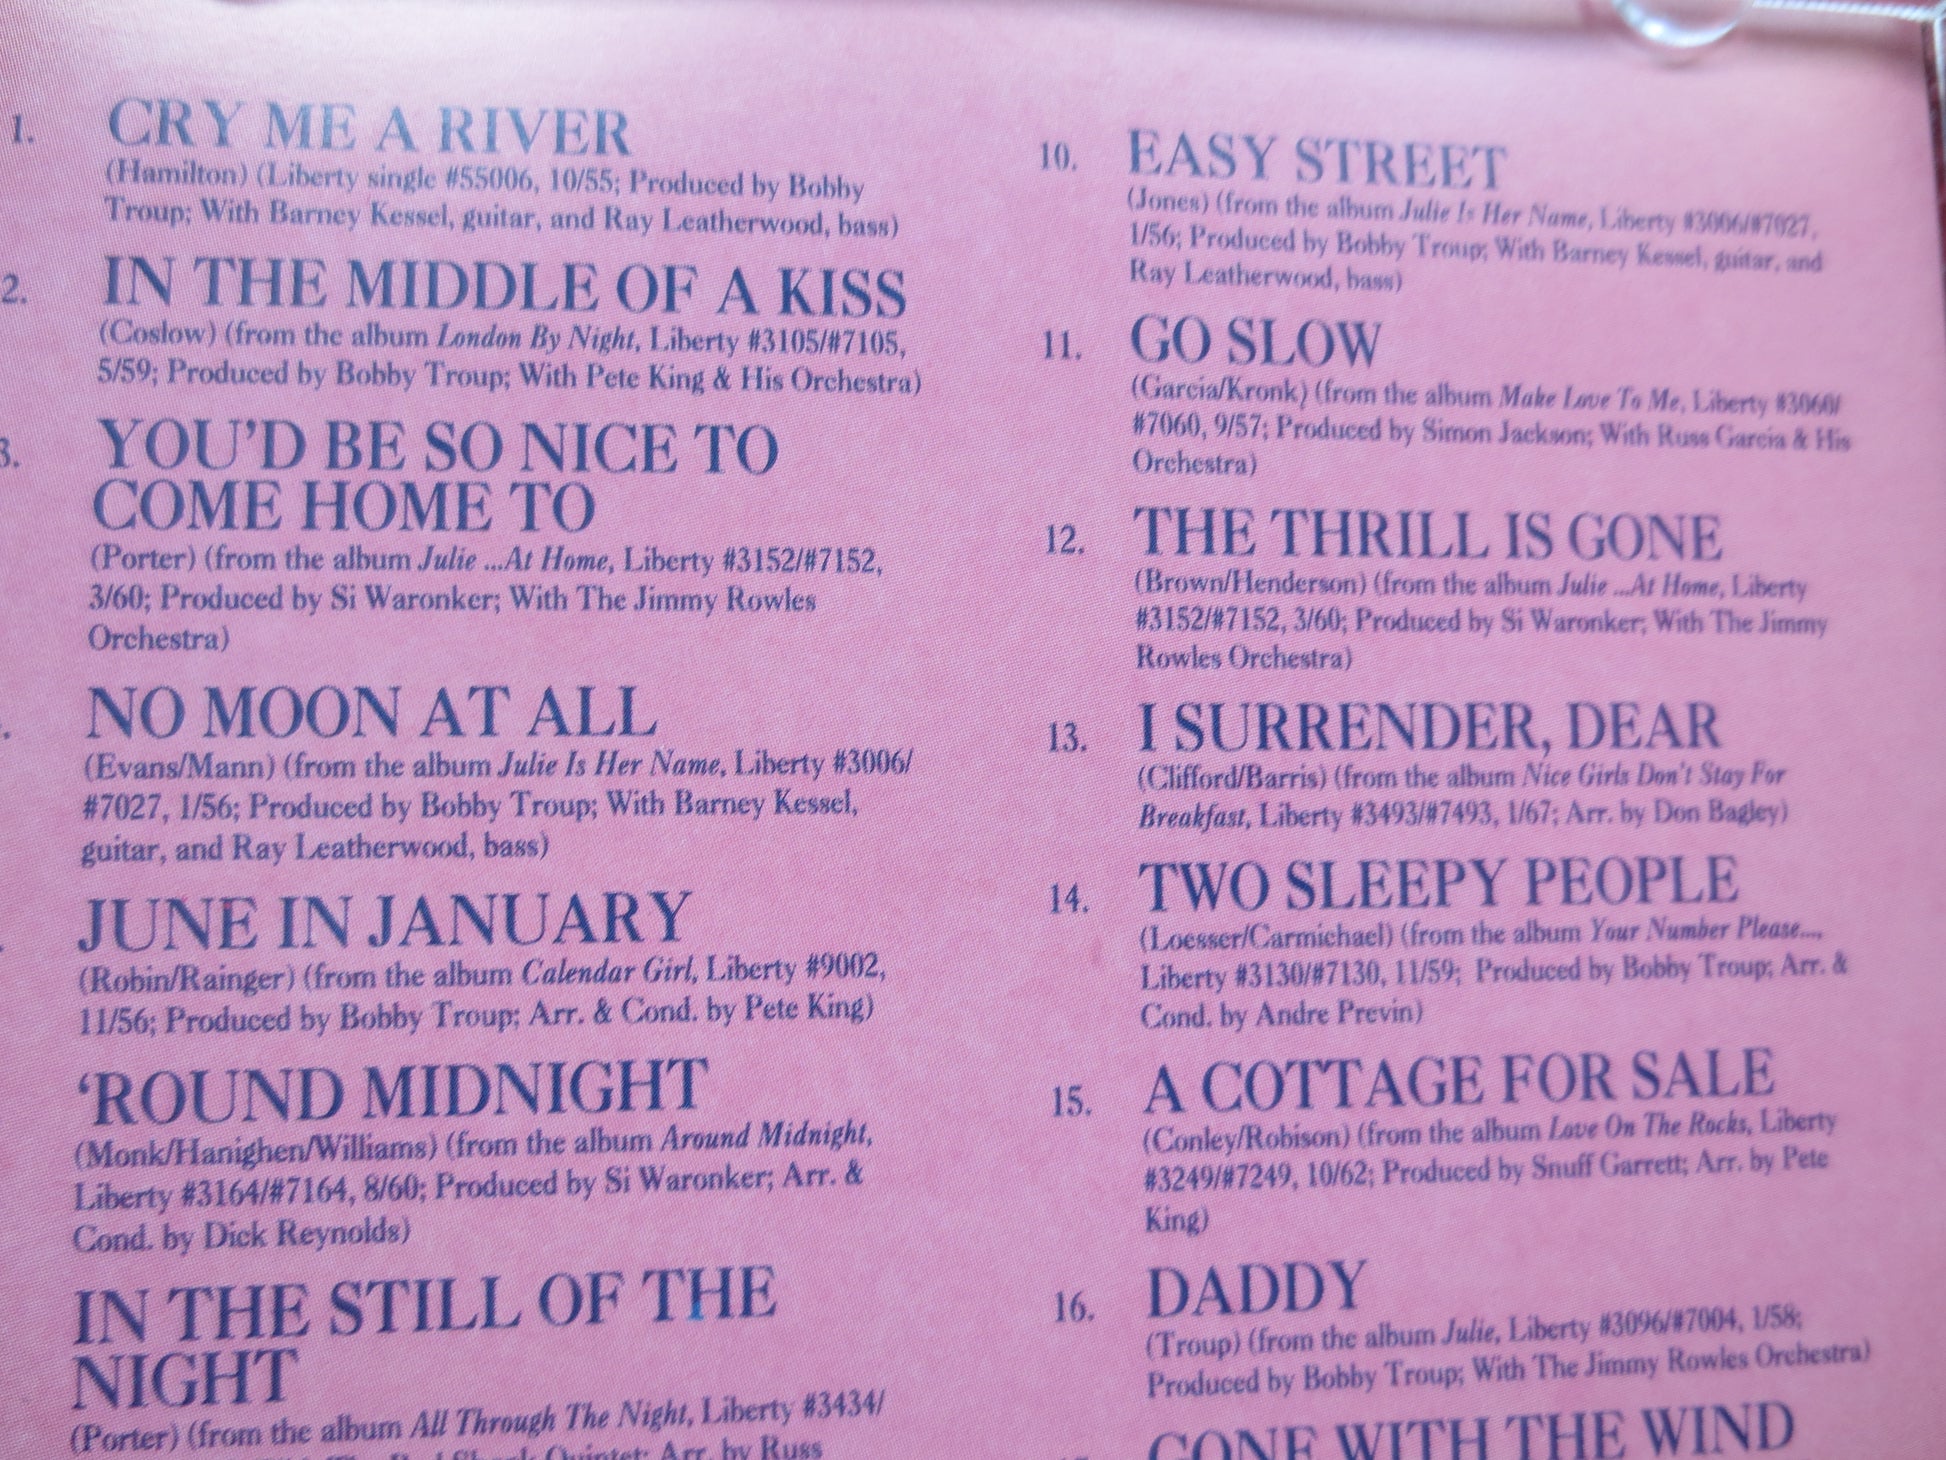 1. CRY ME A RIVER
(Hamilton) (Liberty single #55006, 10/55; Produced by Bobby
Troup; With Barney Kessel, guitar, and Ray Leatherwood, bass)
2. IN THE MIDDLE OF A KISS
(Coslow) (from the album London By Night, Liberty #3105/#7105,
5/59; Produced by Bobby Troup; With Pete King & His Orchestra)
3. YOU'D BE SO NICE TO
COME HOME TO
(Porter) (from the album Julie ...At Home, Liberty #3152/#7152,
3/60; Produced by Si Waronker; With The Jimmy Rowles
Orchestra)
NO MOON AT ALL
(Evans/Mann) (from the album Julie Is Her Name, Liberty #3006/
#7027, 1/56; Produced by Bobby Troup; With Barney Kessel,
guitar, and Ray Leatherwood, bass)
JUNE IN JANUARY
(Robin/Rainger) (from the album Calendar Girl, Liberty #9002,
11/56; Produced by Bobby Troup; Arr. & Cond. by Pete King)
'ROUND MIDNIGHT
(Monk/Hanighen/Williams) (from the album Around Midnight,
Liberty #3164/#7164, 8/60; Produced by Si Waronker; Arr. &
Cond. by Dick Reynolds)
IN THE STILL OF THE
NIGHT
(Porter) (from the album All Through The Night, Liberty #3434/
Quintet; Arr. by Russ
10. EASY STREET
(Jones) (from the album Julie Is Her Name, Liberty #3006/#7027,
1/56; Produced by Bobby Troup; With Barney Kessel, guitar, and
Ray Leatherwood, bass)
11. GO SLOW
(Garcia/Kronk) (from the album Make Love To Me, Liberty #3060/
#7060, 9/57; Produced by Simon Jackson; With Russ Garcia & His
Orchestra)
12. THE THRILL IS GONE
(Brown/Henderson) (from the album Julie ...At Home, Liberty
#3152/#7152, 3/60; Produced by Si Waronker; With The Jimmy
Rowles Orchestra)
13. I SURRENDER, DEAR
(Clifford/Barris) (from the album Nice Girls Don't Stay For
Breakfast, Liberty #3493/#7493, 1/67; Arr. by Don Bagley)
14. TWO SLEEPY PEOPLE
(Loesser/Carmichael) (from the album Your Number Please...,
Liberty #3130/#7130, 11/59; Produced by Bobby Troup; Arr. &
Cond. by Andre Previn)
15. A COTTAGE FOR SALE
(Conley/Robison) (from the album Love On The Rocks, Liberty
#3249/#7249, 10/62; Produced by Snuff Garrett; Arr. by Pete
King)
16. DADDY
(Troup) (from the album Julie, Liberty #3096/#7004, 1/58;
Produced by Bobby Troup; With The Jimmy Rowles Orchestra)
GONE WITH THE WIND